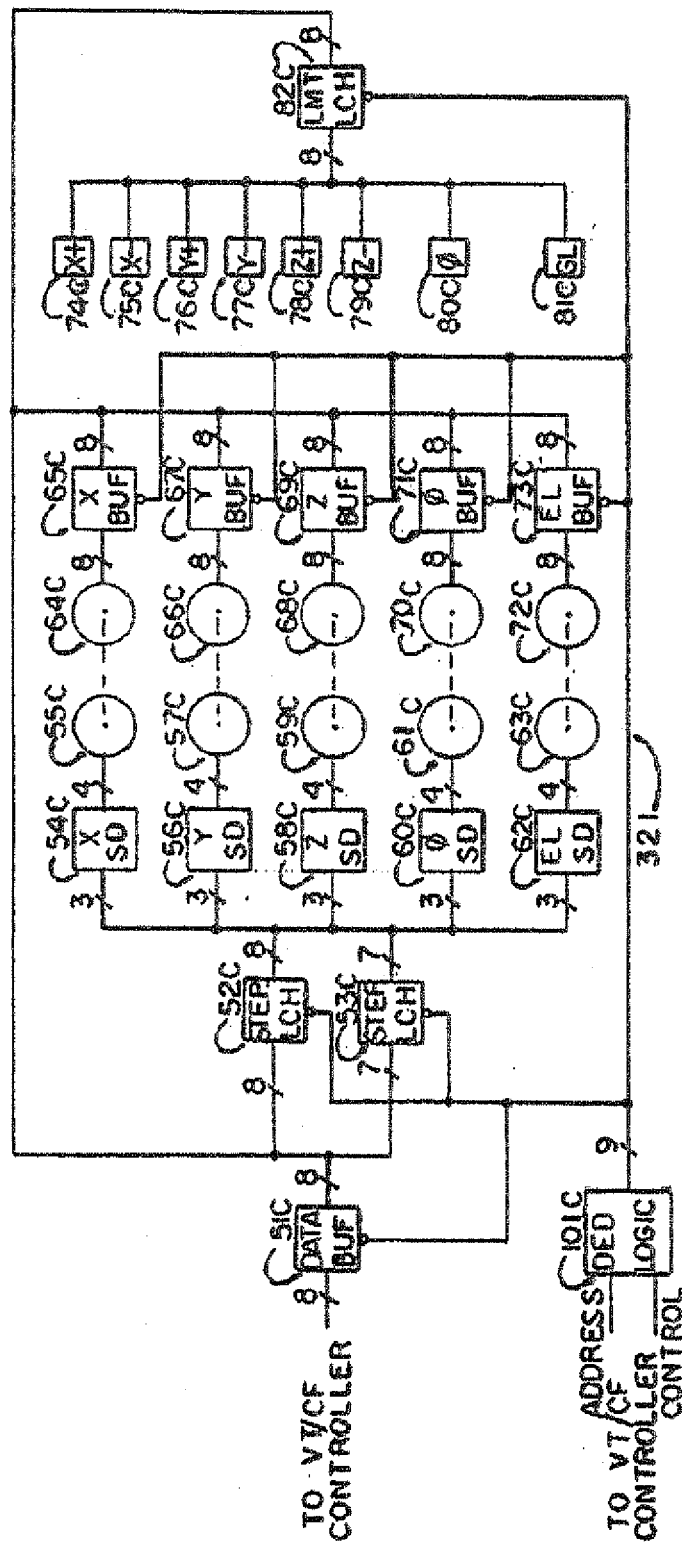 TO VT/CF
CONTROLLER
8
51C
DATA
BUF
8
8
52C
STEP
LCH
8
7
53C
STEP
LCH
7
3
54C
X
SD
4
55C
64C
8
65C
X
BUF
8
3
56C
Y
SD
4
57C
66C
8
67C
Y
BUF
8
3
58C
Z
SD
4
59C
68C
8
69C
Z
BUF
8
3
60C
Ø
SD
4
61C
70C
8
71C
Ø
BUF
8
3
62C
EL
SD
4
63C
72C
8
73C
EL
BUF
8
74C X+
75C X-
76C Y+
77C Y-
78C Z+
79C Z-
80C Ø
81C GL
8
82C
LMT
LCH
8
ADDRESS
TO VT/CF
CONTROLLER
CONTROL
101C
DED
LOGIC
9
321